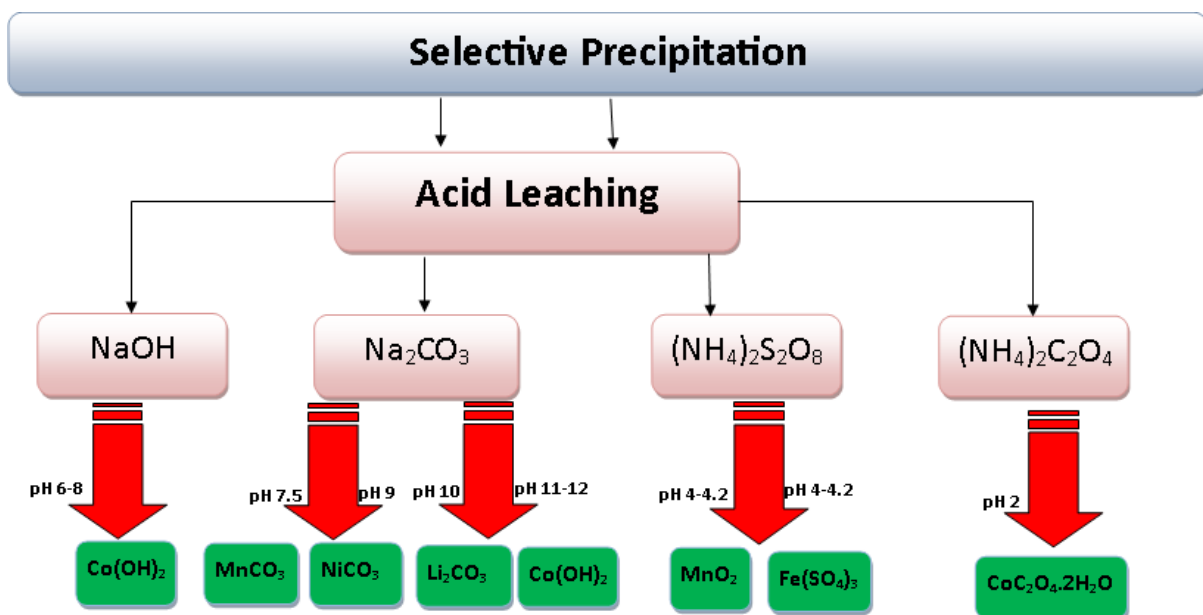 Selective Precipitation
Acid Leaching
NaOH
Na₂CO₃
(NH₄)₂S₂O₈
(NH₄)₂C₂O₄
pH 6-8
pH 7.5
pH 9
pH 10
pH 11-12
pH 4-4.2
pH 4-4.2
pH 2
Co(OH)₂
MnCO₃
NiCO₃
Li₂CO₃
Co(OH)₂
MnO₂
Fe(SO₄)₃
CoC₂O₄.2H₂O